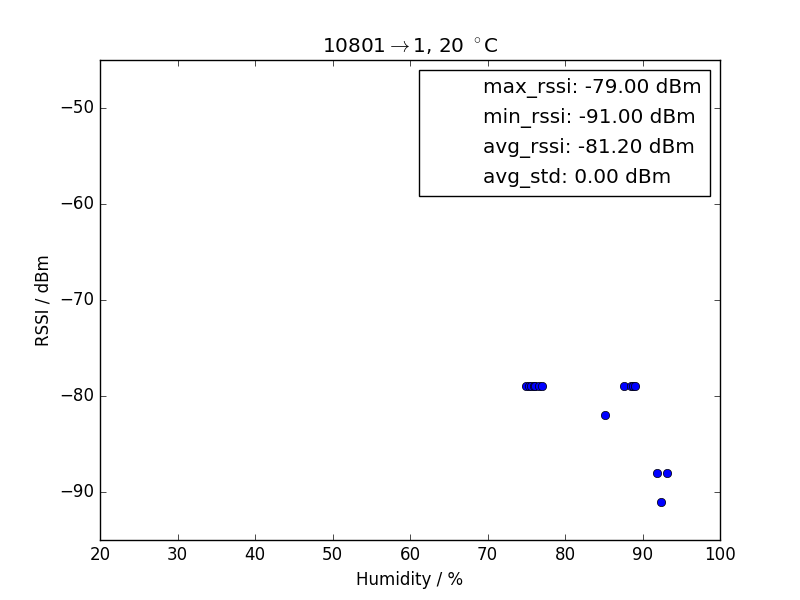 10801→1, 20 °C
max_rssi: -79.00 dBm
min_rssi: -91.00 dBm
avg_rssi: -81.20 dBm
avg_std: 0.00 dBm
RSSI / dBm
−50
−60
−70
−80
−90
20 30 40 50 60 70 80 90 100
Humidity / %